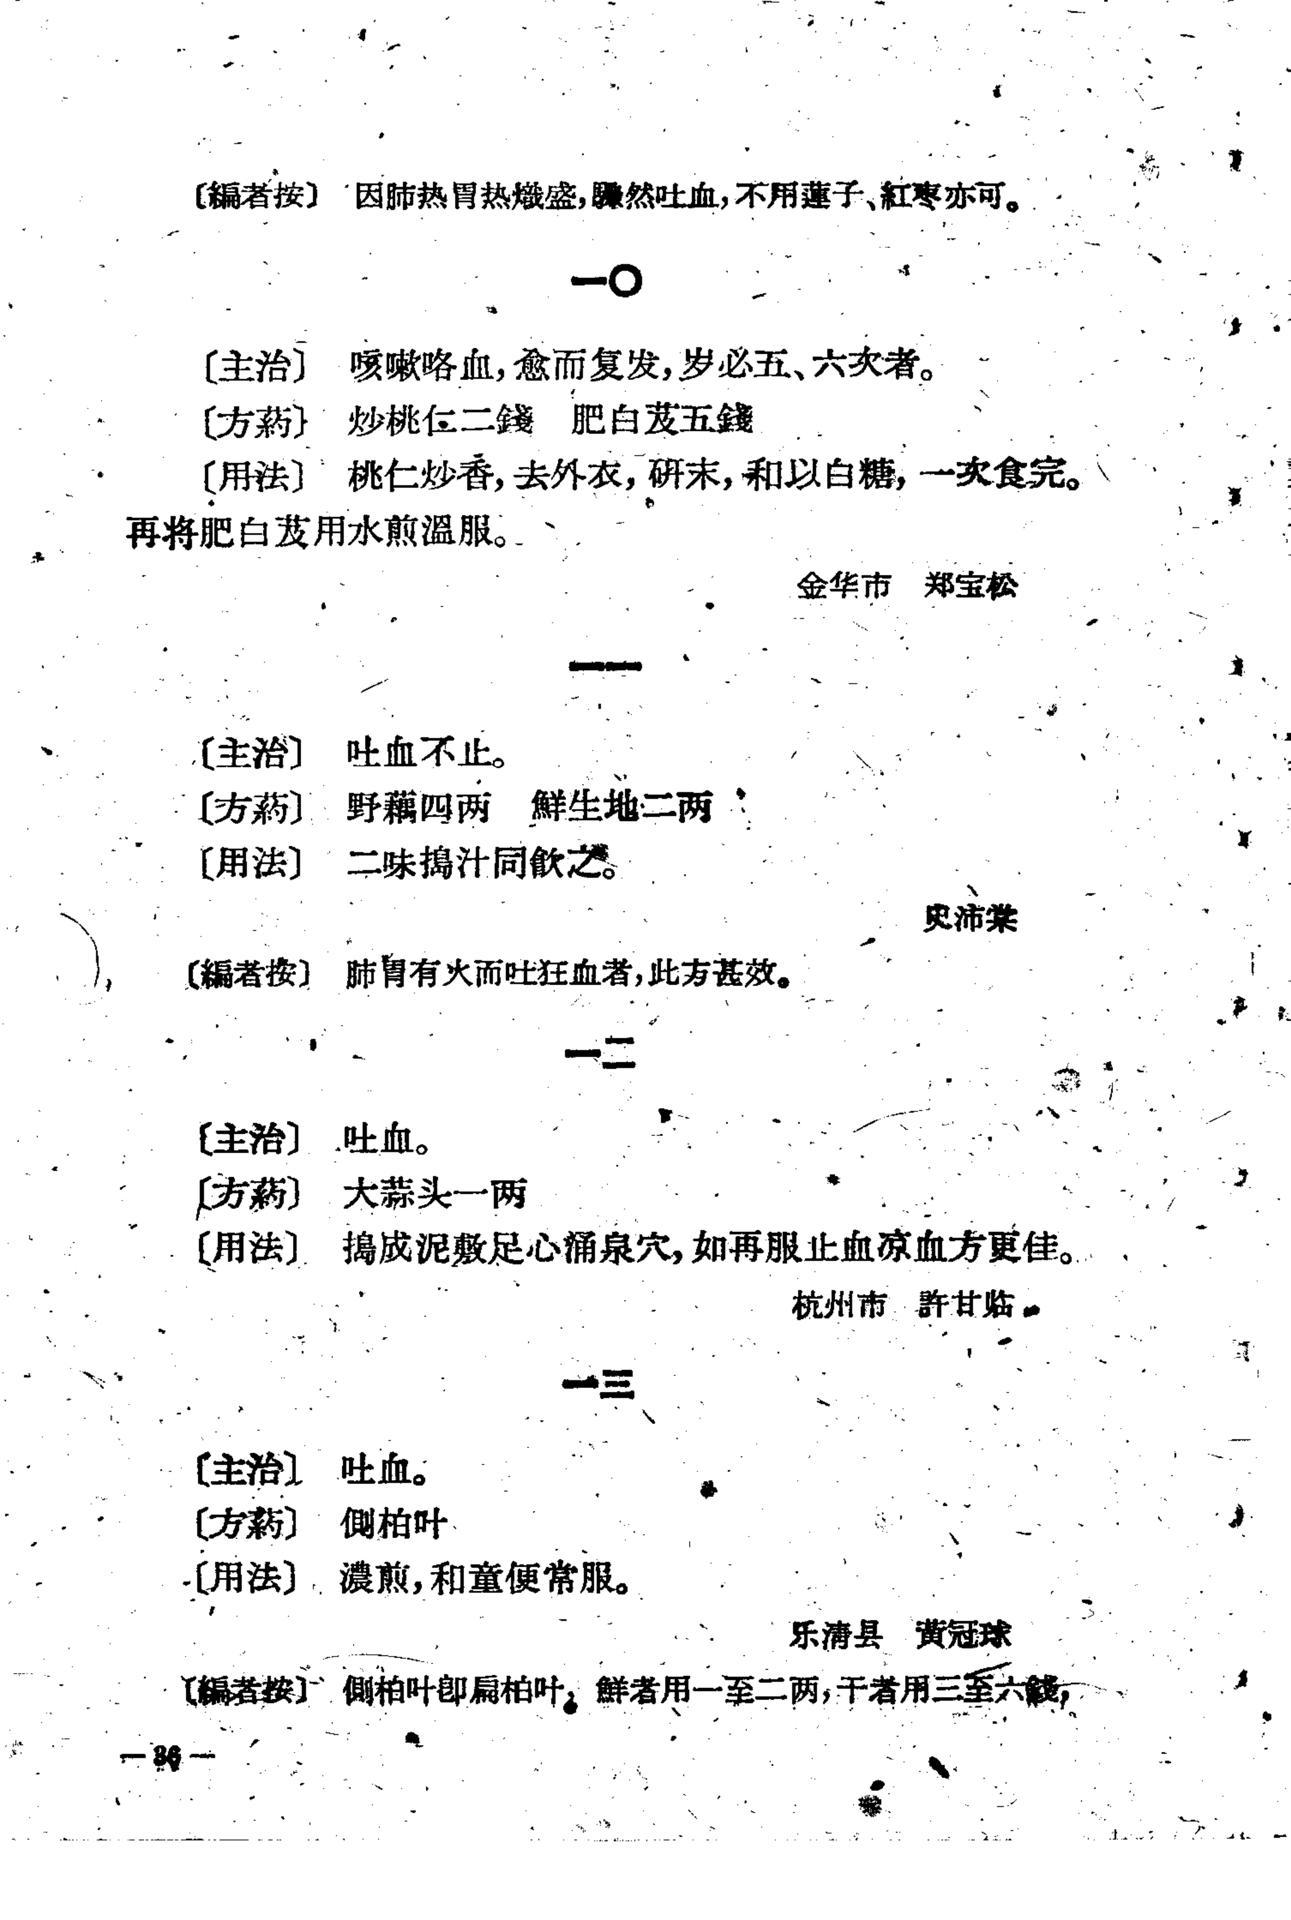 〔編者按〕 因肺热胃热熾盛，驟然吐血，不用蓮子、紅枣亦可。
一〇
〔主治〕 咳嗽咯血，愈而复发，岁必五、六次者。
〔方葯〕 炒桃仁二錢 肥白芨五錢
〔用法〕 桃仁炒香，去外衣，研末，和以白糖，一次食完。
再将肥白芨用水煎溫服。
金华市 郑宝松
一一
〔主治〕 吐血不止。
〔方葯〕 野藕四两 鮮生地二两
〔用法〕 二味搗汁同飲之。
史沛棠
〔編者按〕 肺胃有火而吐狂血者，此方甚效。
一二
〔主治〕 吐血。
〔方葯〕 大蒜头一两
〔用法〕 搗成泥敷足心涌泉穴，如再服止血凉血方更佳。
杭州市 許甘临
一三
〔主治〕 吐血。
〔方葯〕 側柏叶
〔用法〕 濃煎，和童便常服。
乐清县 黄冠球
〔編者按〕 側柏叶卽扁柏叶，鮮者用一至二两，干者用三至六錢，
— 36 —